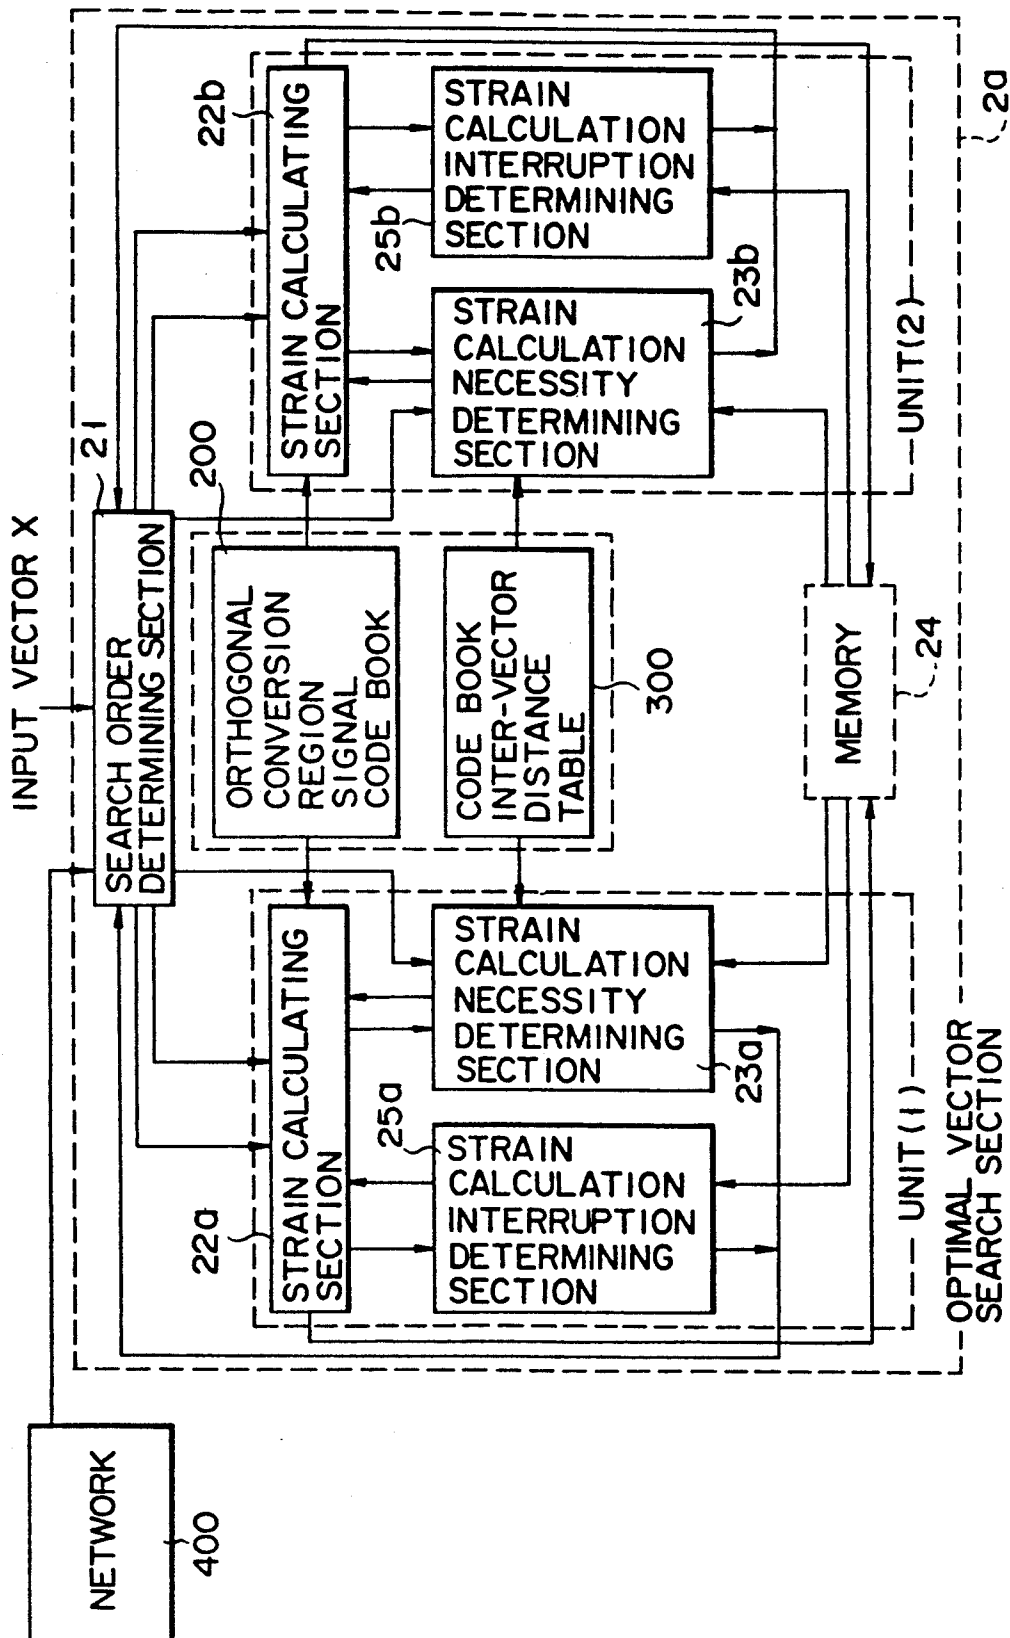 INPUT VECTOR X
NETWORK
400
SEARCH ORDER
DETERMINING SECTION
21
STRAIN CALCULATING
SECTION
22a
ORTHOGONAL
CONVERSION
REGION
SIGNAL
CODE BOOK
200
STRAIN CALCULATING
SECTION
22b
STRAIN
CALCULATION
INTERRUPTION
DETERMINING
SECTION
25a
STRAIN
CALCULATION
NECESSITY
DETERMINING
SECTION
23a
CODE BOOK
INTER-VECTOR
DISTANCE
TABLE
300
STRAIN
CALCULATION
NECESSITY
DETERMINING
SECTION
23b
STRAIN
CALCULATION
INTERRUPTION
DETERMINING
SECTION
25b
MEMORY
24
UNIT(1)
UNIT(2)
OPTIMAL VECTOR
SEARCH SECTION
2a